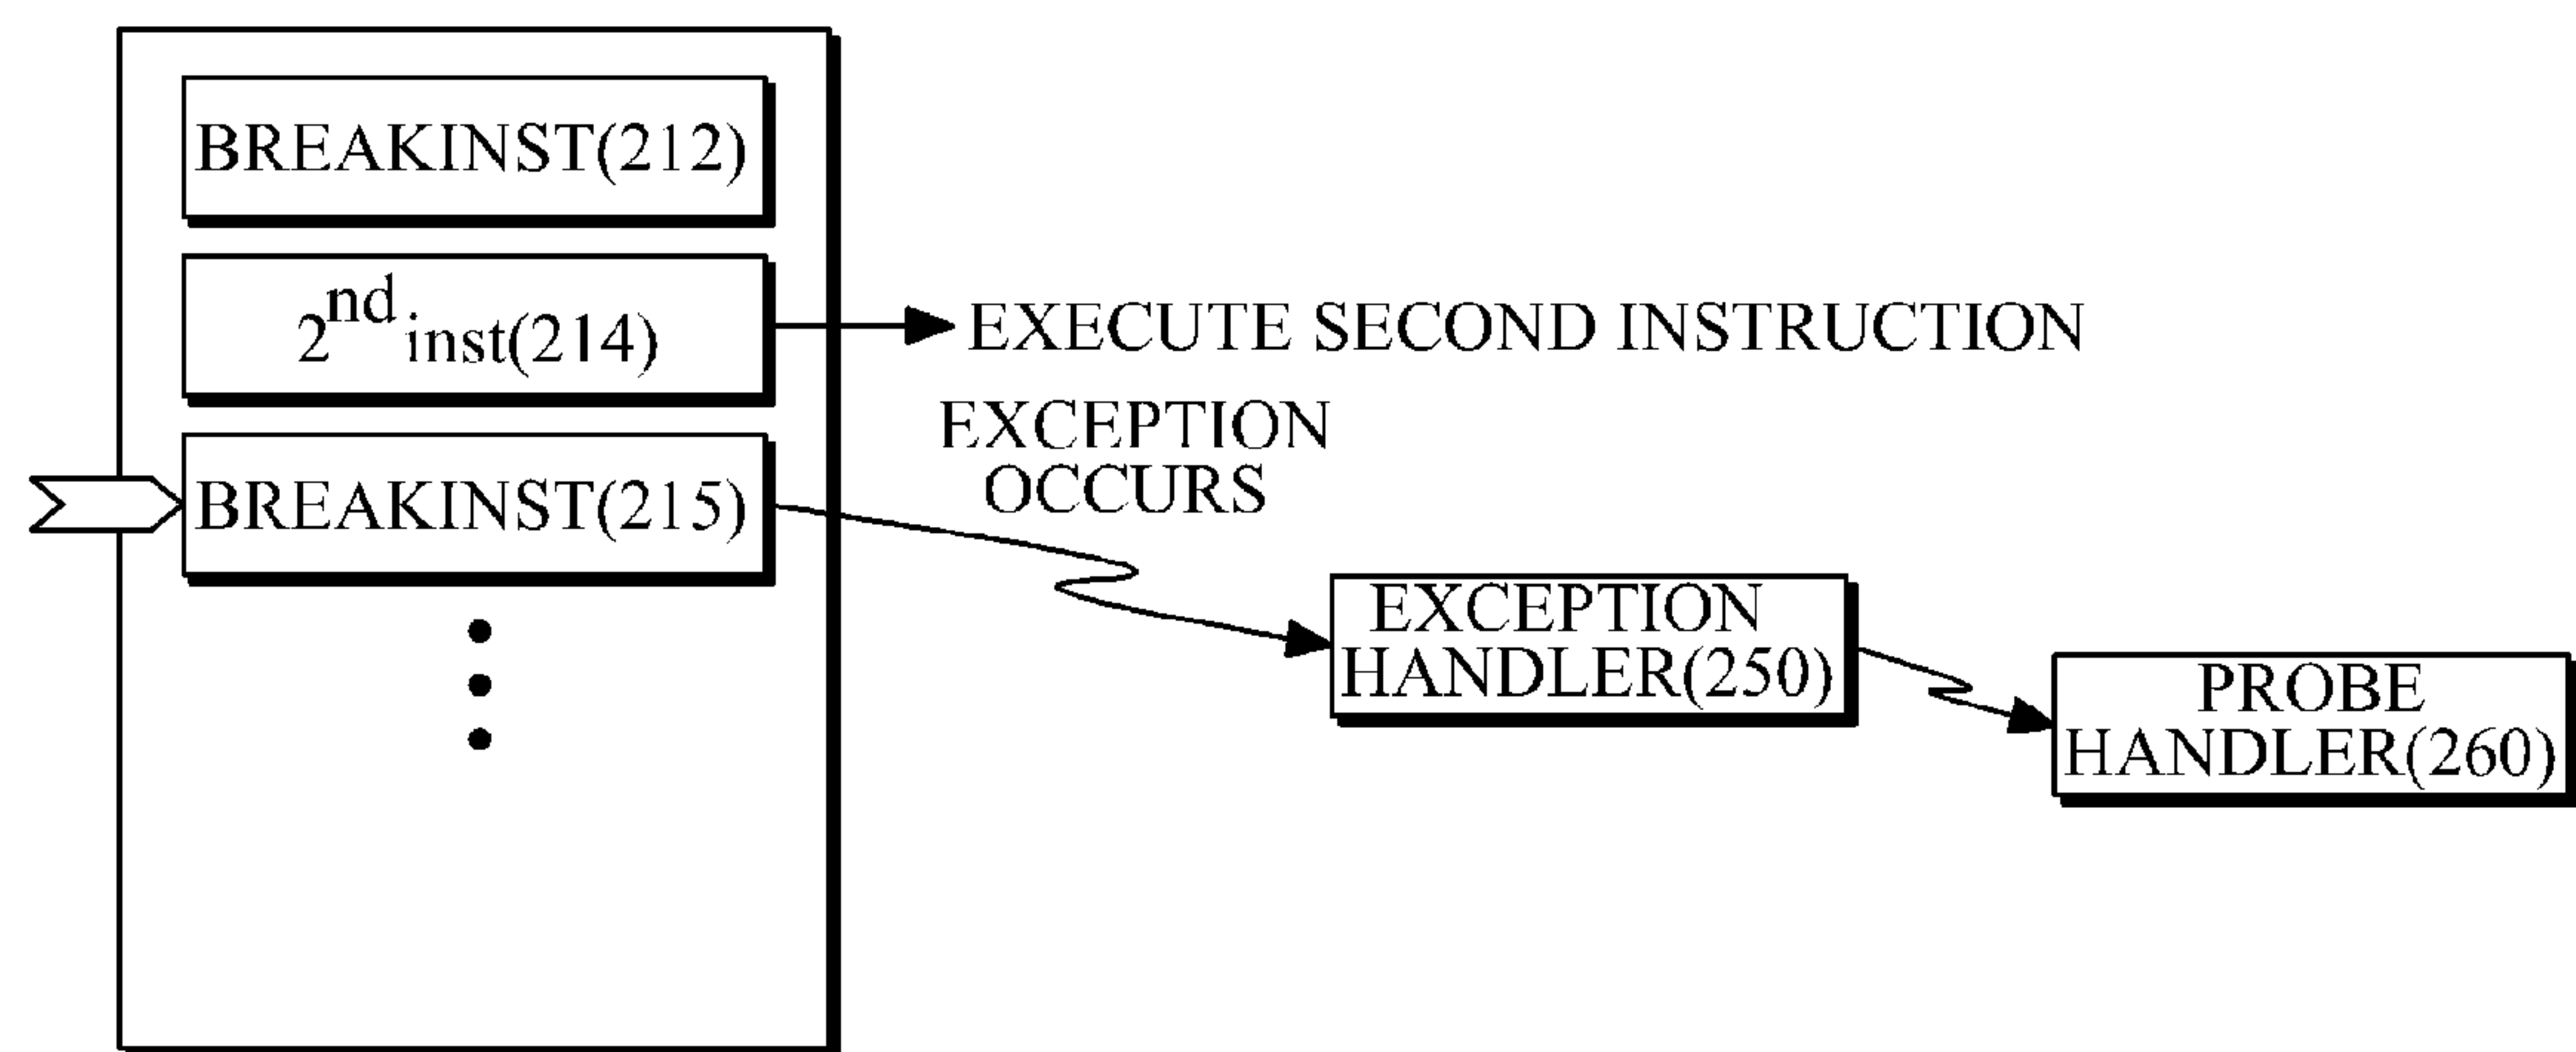 BREAKINST(212)
2nd inst(214)
EXECUTE SECOND INSTRUCTION
EXCEPTION
OCCURS
BREAKINST(215)
EXCEPTION
HANDLER(250)
PROBE
HANDLER(260)